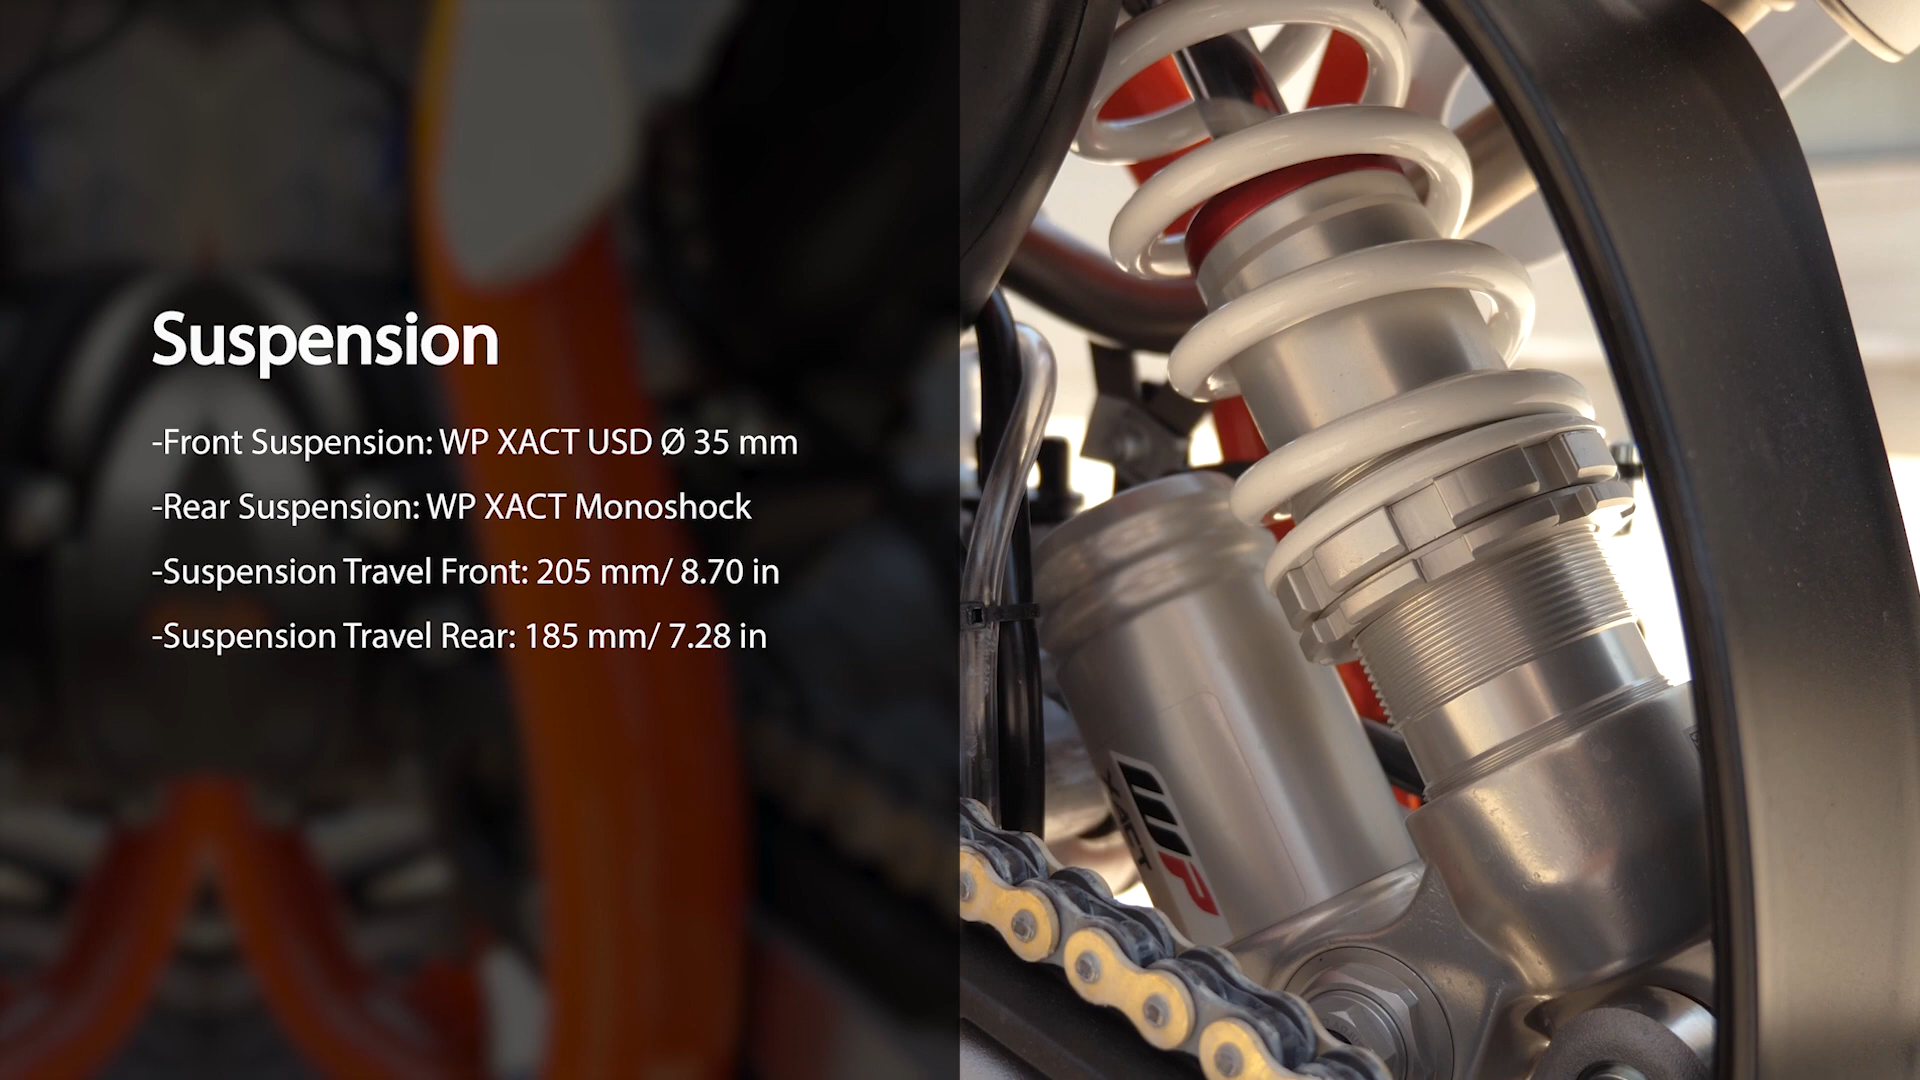 Suspension
-Front Suspension: WP XACT USD Ø 35 mm
-Rear Suspension: WP XACT Monoshock
-Suspension Travel Front: 205 mm/ 8.70 in
-Suspension Travel Rear: 185 mm/ 7.28 in
WP
XACT